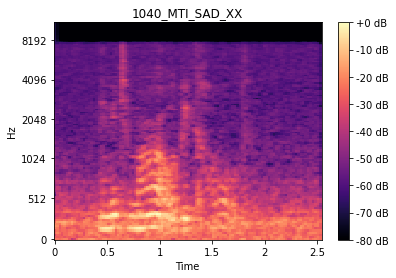 1040_MTI_SAD_XX
+0 dB
8192
-10 dB
4096
-20 dB
-30 dB
2048
Hz
-40 dB
1024
-50 dB
512
-60 dB
-70 dB
0
-80 dB
0 0.5 1 1.5 2 2.5
Time